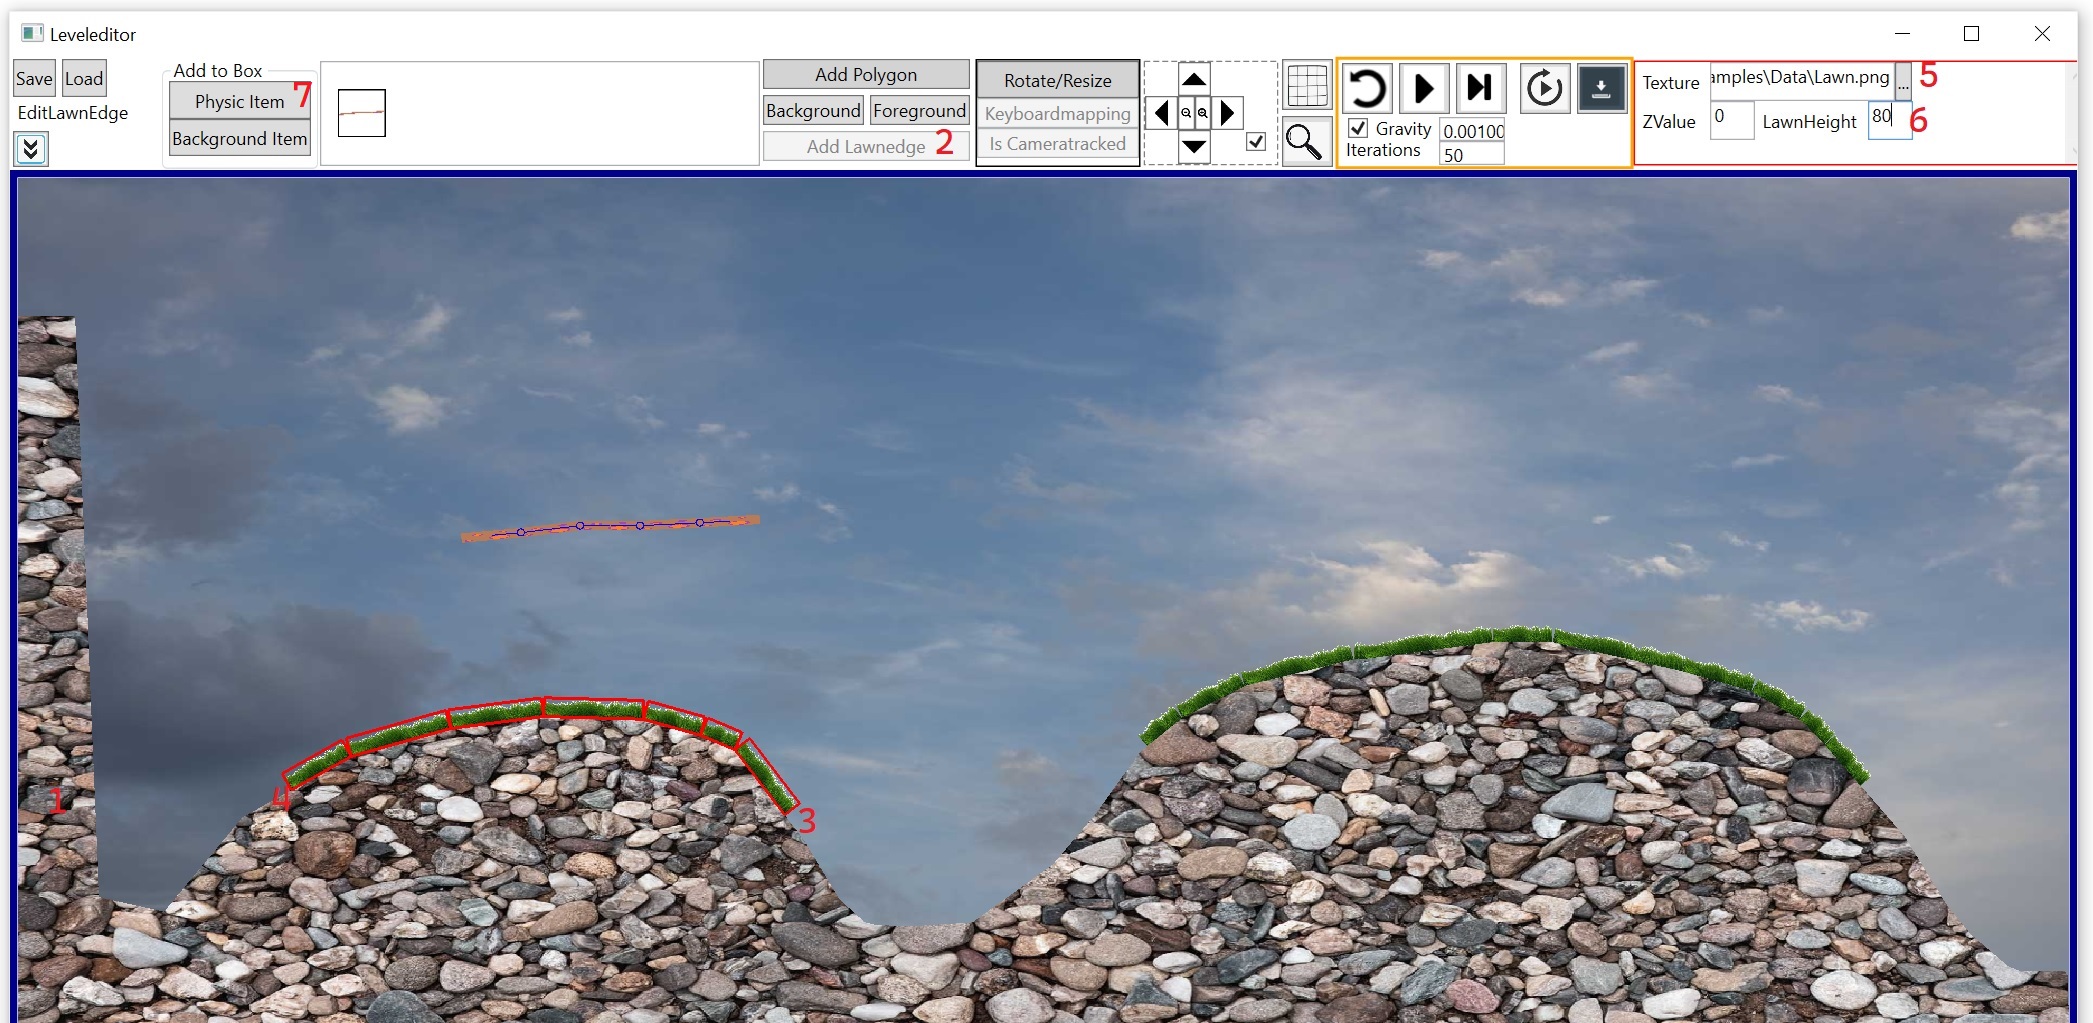 Leveleditor
Save Load
EditLawnEdge
Add to Box
Physic Item 7
Background Item
Add Polygon
Background Foreground
Add Lawnedge 2
Rotate/Resize
Keyboardmapping
Is Cameratracked
Gravity 0.00100
Iterations 50
Texture amples\Data\Lawn.png ... 5
ZValue 0 LawnHeight 80 6
1
4
3